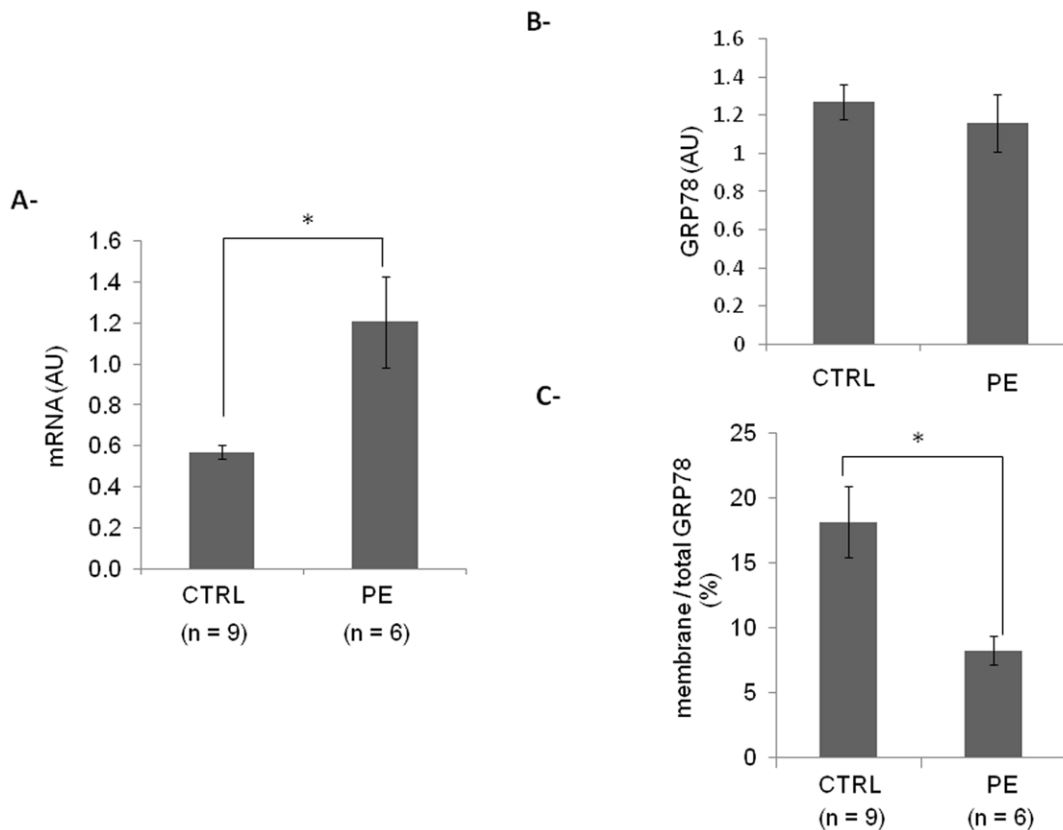 A-
*
1.6
1.4
1.2
1.0
0.8
0.6
0.4
0.2
0.0
mRNA (AU)
CTRL PE
(n = 9) (n = 6)
B-
1.6
1.4
1.2
1
0.8
0.6
0.4
0.2
0
GRP78 (AU)
CTRL PE
C-
*
25
20
15
10
5
0
membrane / total GRP78
(%)
CTRL PE
(n = 9) (n = 6)